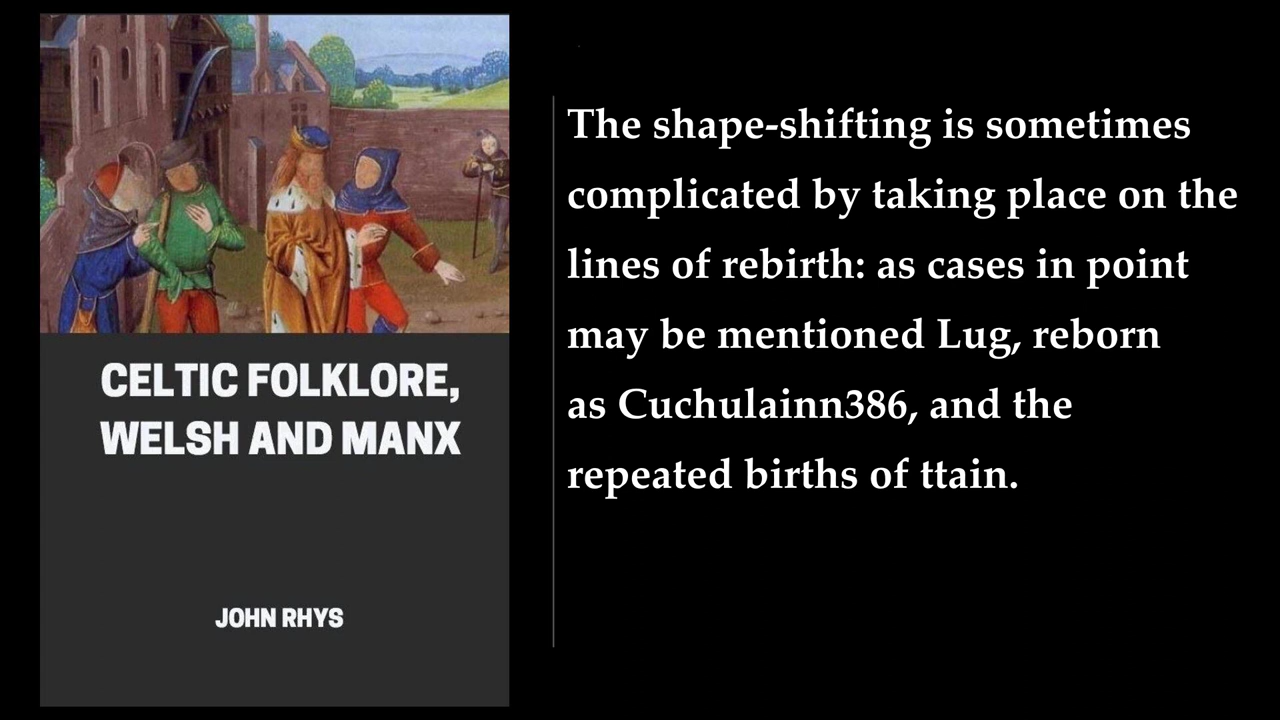 CELTIC FOLKLORE,
WELSH AND MANX
JOHN RHYS
The shape-shifting is sometimes
complicated by taking place on the
lines of rebirth: as cases in point
may be mentioned Lug, reborn
as Cuchulainn386, and the
repeated births of ttain.